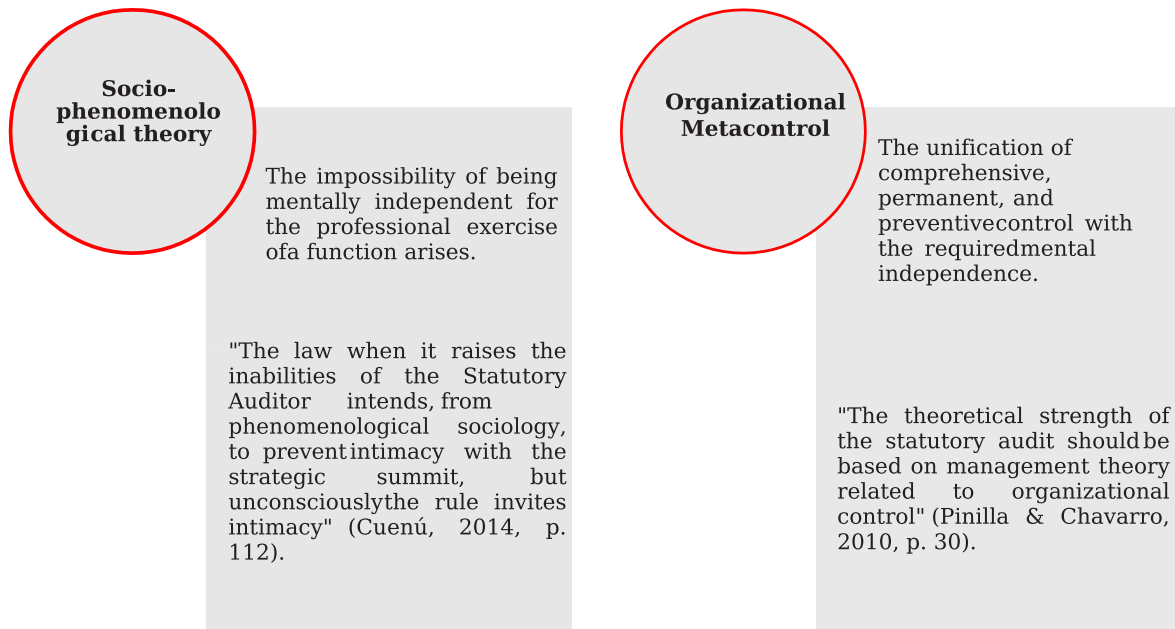 Socio-
phenomenolo
gical theory
The impossibility of being
mentally independent for
the professional exercise
ofa function arises.
"The law when it raises the
inabilities of the Statutory
Auditor intends, from
phenomenological sociology,
to preventintimacy with the
strategic summit, but
unconsciouslythe rule invites
intimacy" (Cuenú, 2014, p.
112).
Organizational
Metacontrol
The unification of
comprehensive,
permanent, and
preventivecontrol with
the requiredmental
independence.
"The theoretical strength of
the statutory audit shouldbe
based on management theory
related to organizational
control" (Pinilla & Chavarro,
2010, p. 30).